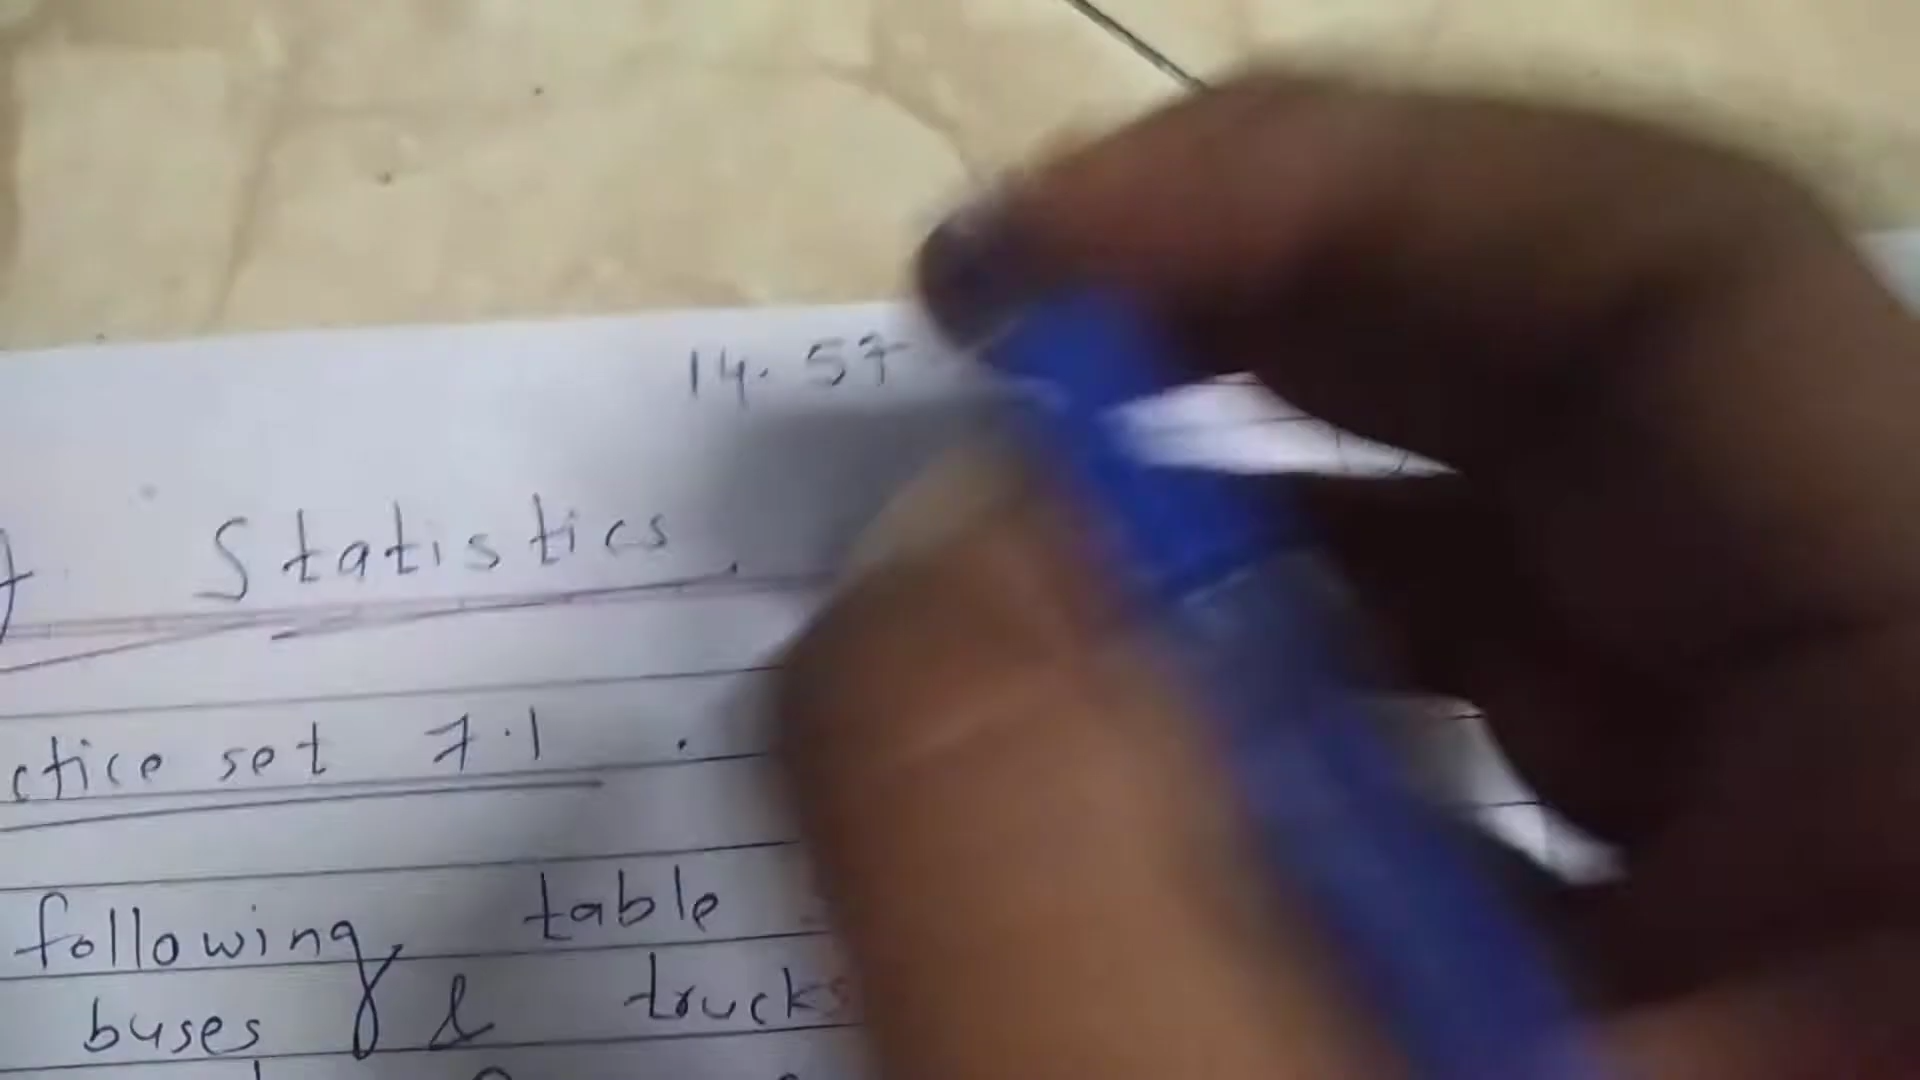 14.57
Statistics.
ctice set 7.1 .
following table
buses & trucks